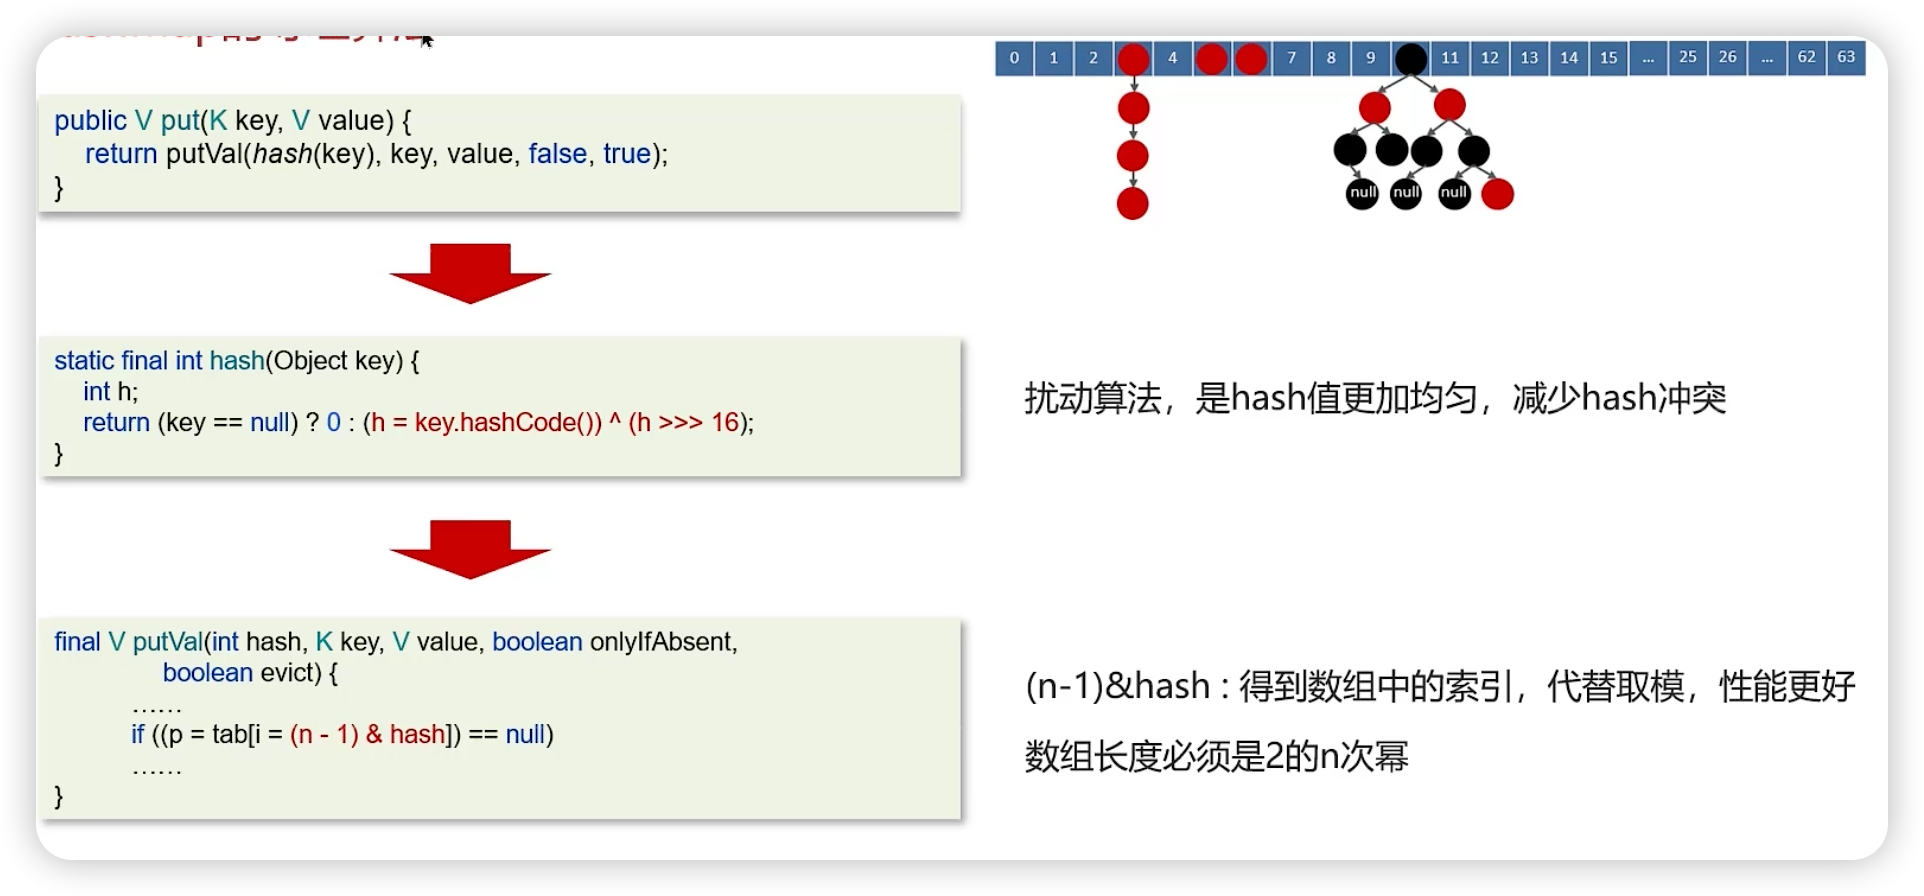 0 1 2 4 7 8 9 11 12 13 14 15 ... 25 26 ... 62 63
null null null
public V put(K key, V value) {
return putVal(hash(key), key, value, false, true);
}
static final int hash(Object key) {
int h;
return (key == null) ? 0 : (h = key.hashCode()) ^ (h >>> 16);
}
扰动算法，是hash值更加均匀，减少hash冲突
final V putVal(int hash, K key, V value, boolean onlyIfAbsent,
boolean evict) {
……
if ((p = tab[i = (n - 1) & hash]) == null)
……
}
(n-1)&hash : 得到数组中的索引，代替取模，性能更好
数组长度必须是2的n次幂